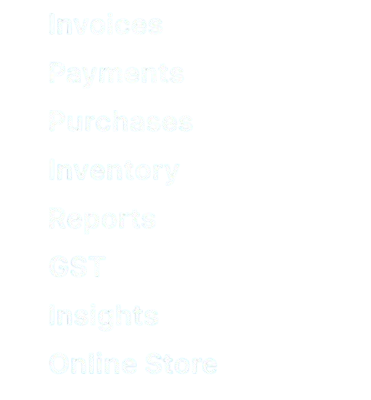 Invoices
Payments
Purchases
Inventory
Reports
GST
Insights
Online Store